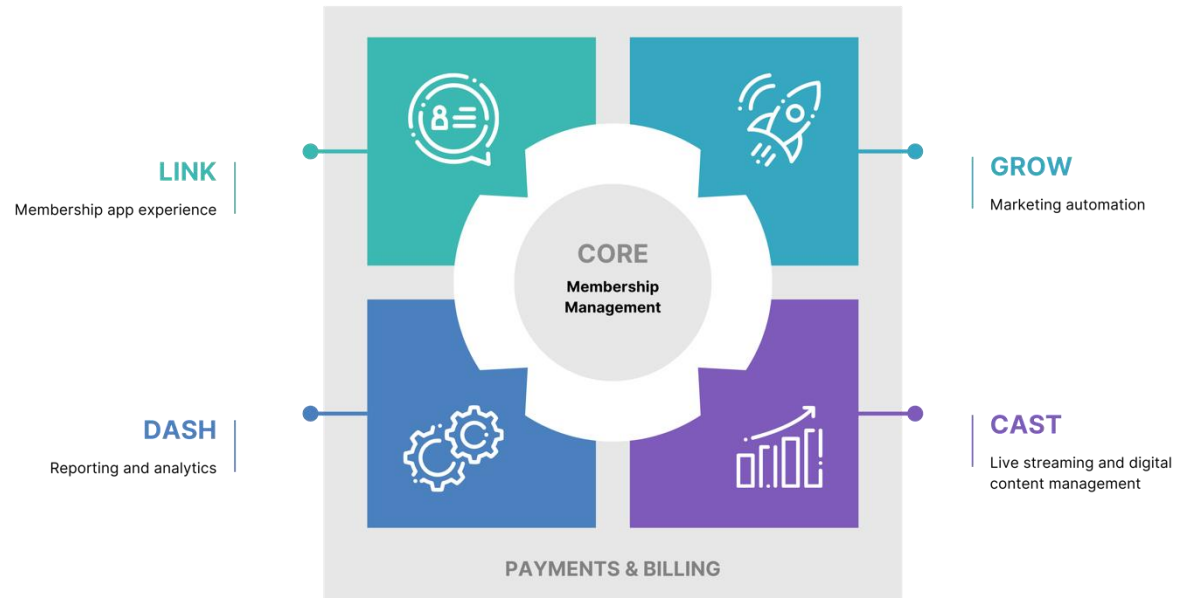 LINK
Membership app experience
GROW
Marketing automation
CORE
Membership
Management
DASH
Reporting and analytics
CAST
Live streaming and digital
content management
PAYMENTS & BILLING